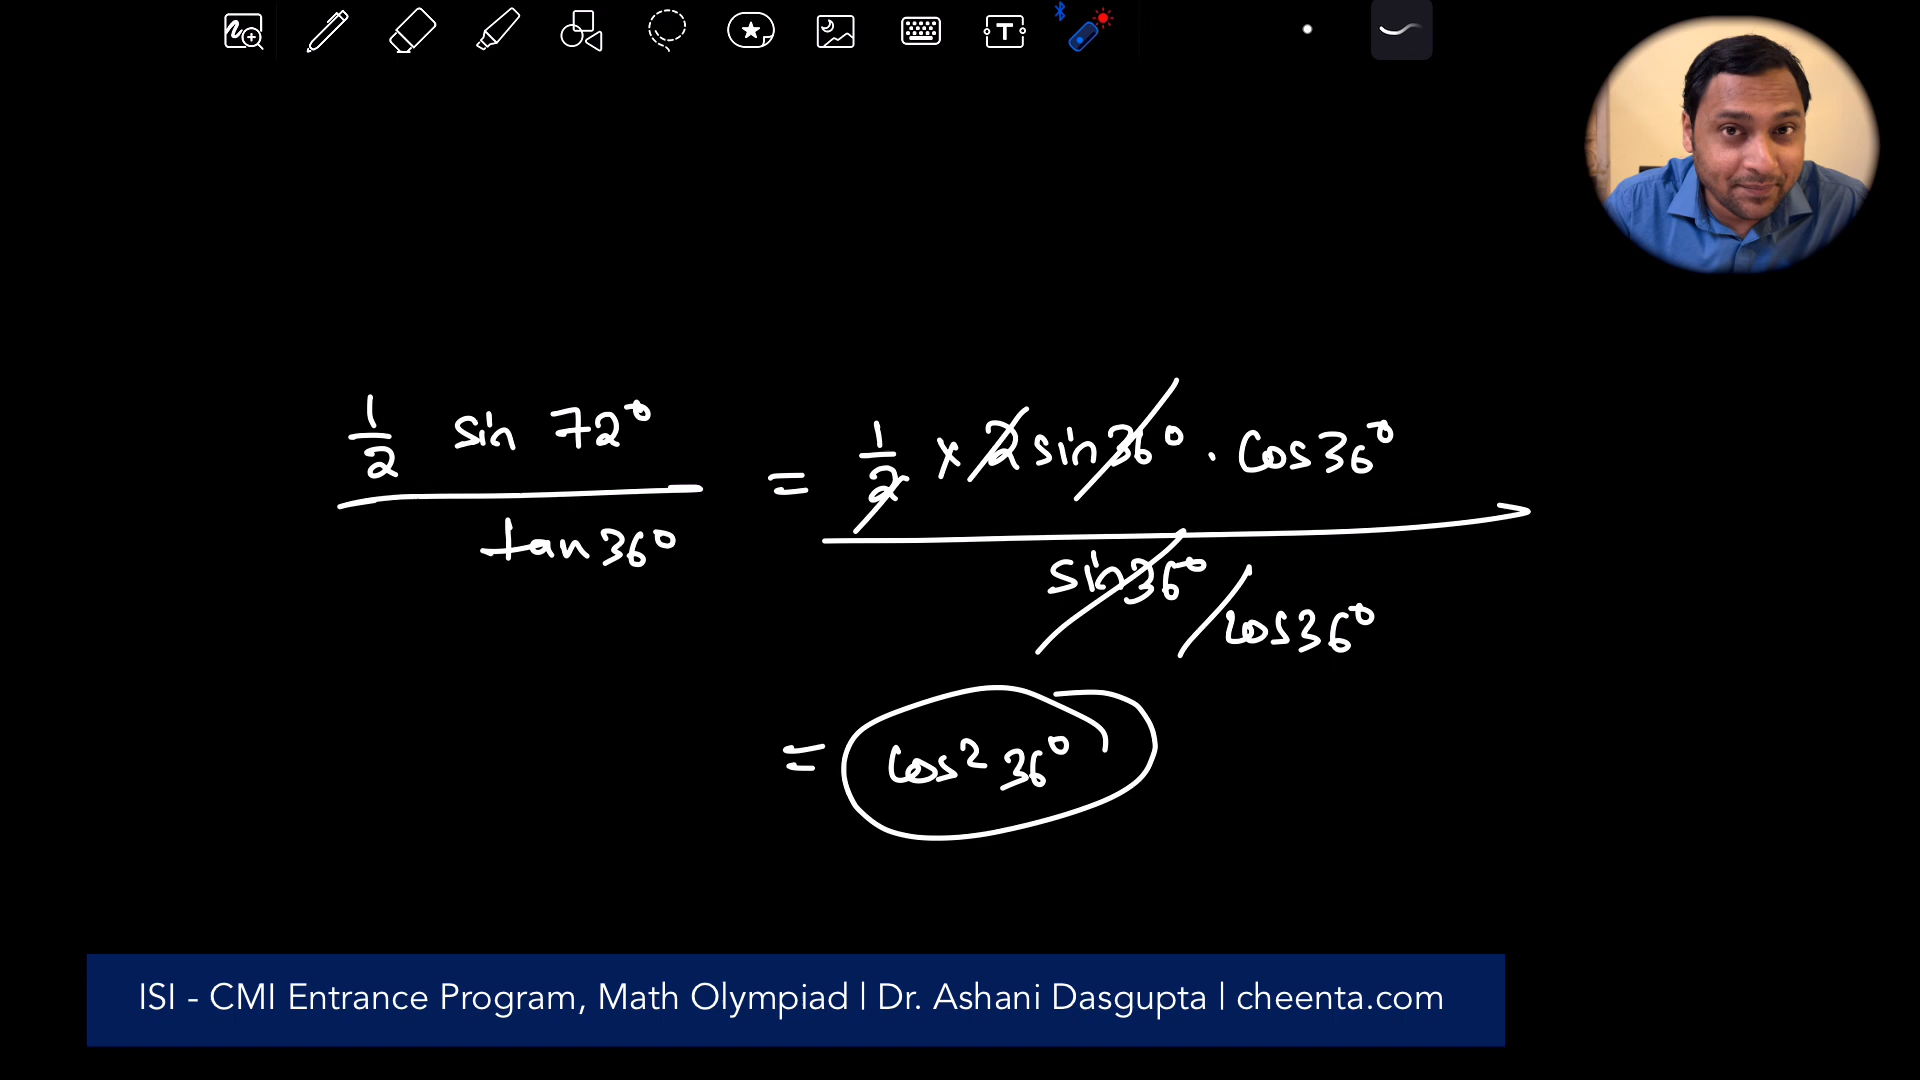 1/2 sin 72° / tan 36° = 1/2 × 2 sin 36° · cos 36° / sin 36° / cos 36°
= cos² 36°
ISI - CMI Entrance Program, Math Olympiad | Dr. Ashani Dasgupta | cheenta.com